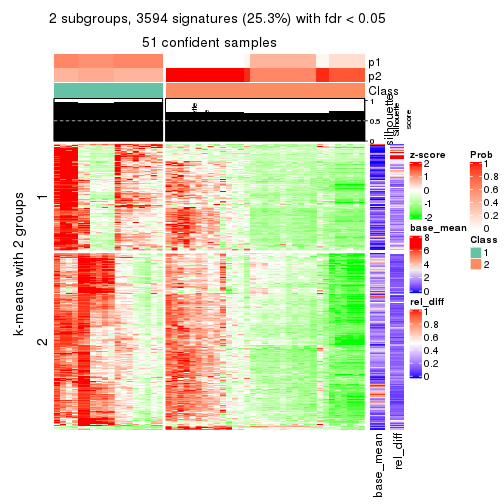 2 subgroups, 3594 signatures (25.3%) with fdr < 0.05
51 confident samples
p1
p2
Class
1
0.5
0
silhouette
Silhouette
score
k-means with 2 groups
1
2
base_mean
rel_diff
z-score
2
1
0
-1
-2
base_mean
8
6
4
2
0
rel_diff
1
0.8
0.6
0.4
0.2
0
Prob
1
0.8
0.6
0.4
0.2
0
Class
1
2